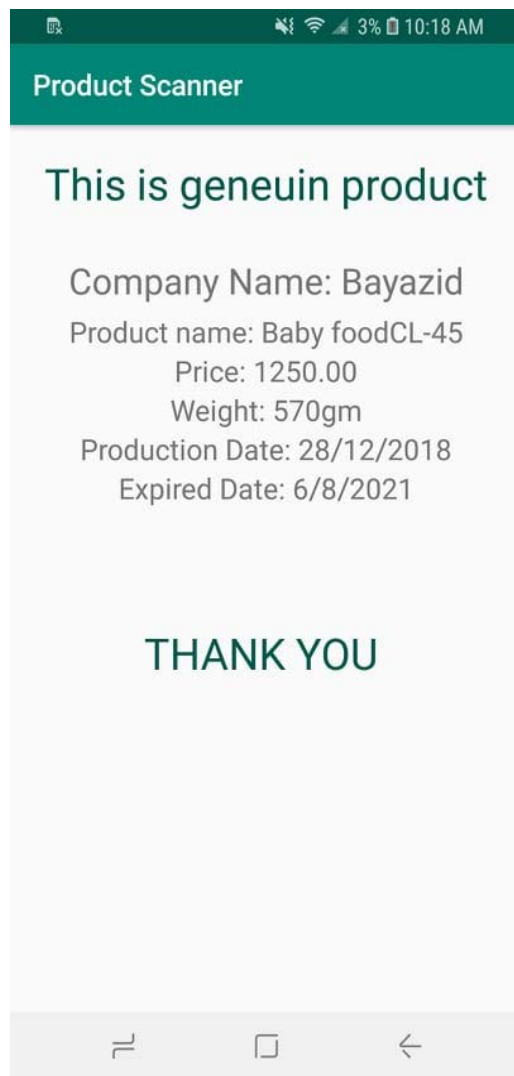 3% 10:18 AM
Product Scanner
This is geneuin product
Company Name: Bayazid
Product name: Baby foodCL-45
Price: 1250.00
Weight: 570gm
Production Date: 28/12/2018
Expired Date: 6/8/2021
THANK YOU